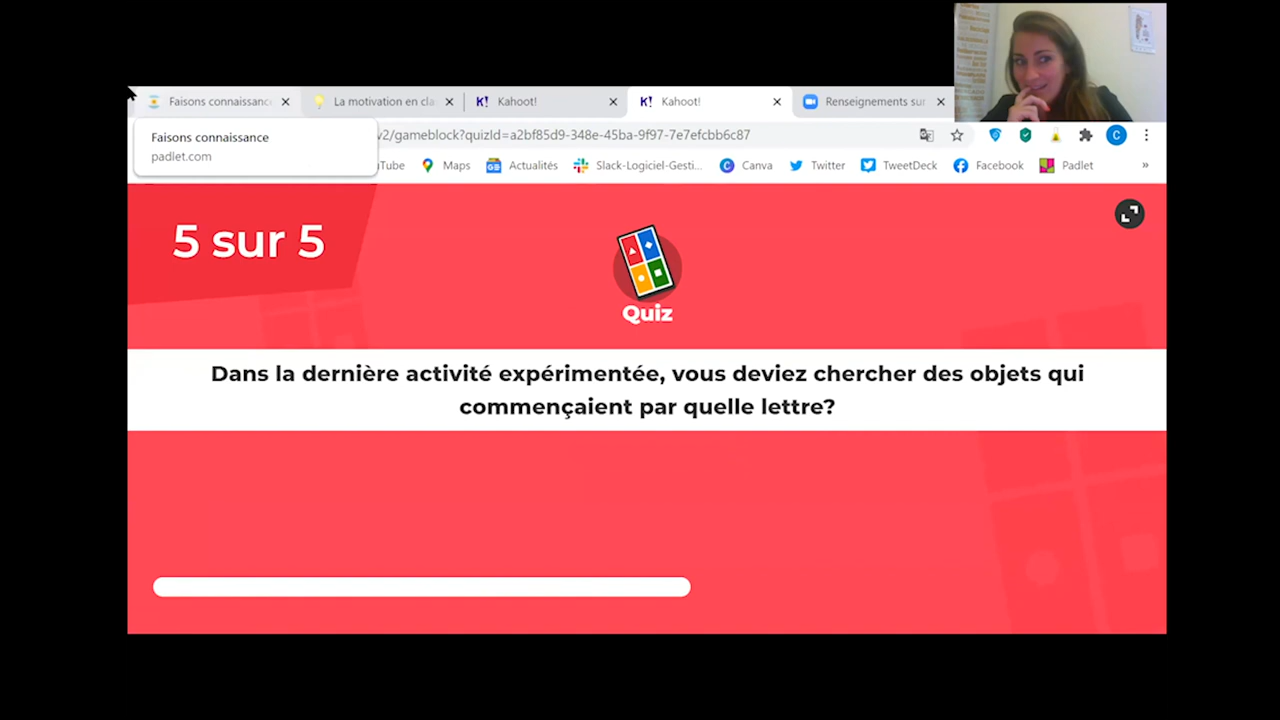 Faisons connaissance
La motivation en cla
Kahoot!
Kahoot!
Renseignements sur
Faisons connaissance
padlet.com
v2/gameblock?quizId=a2bf85d9-348e-45ba-9f97-7e7efcbb6c87
C
Tube
Maps
Actualités
Slack-Logiciel-Gesti...
Canva
Twitter
TweetDeck
Facebook
Padlet
»
5 sur 5
Quiz
Dans la dernière activité expérimentée, vous deviez chercher des objets qui
commençaient par quelle lettre?